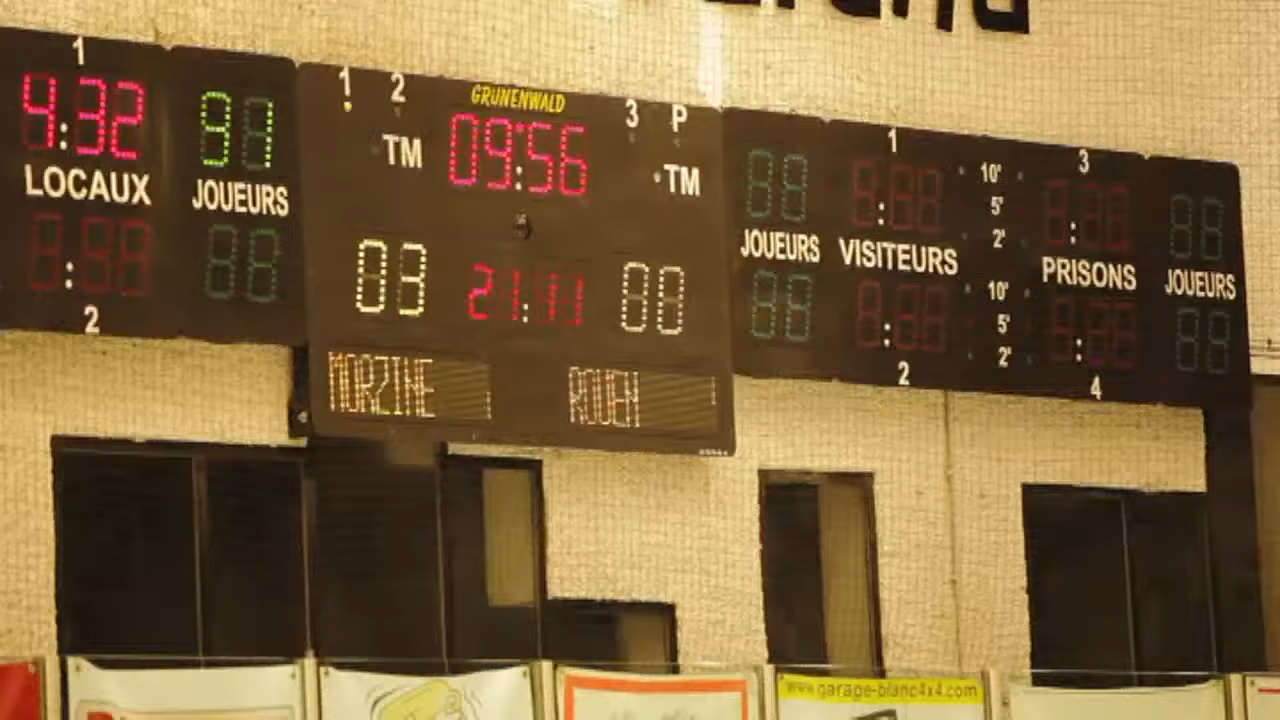 1
4:32
91
LOCAUX
JOUEURS
2
1
2
GRUNENWALD
3
P
TM
09:56
TM
03
21:11
00
MORZINE
ROUEN
1
10'
3
5'
2'
JOUEURS
VISITEURS
PRISONS
JOUEURS
10'
5'
2'
2
4
www.garage-blanc4x4.com